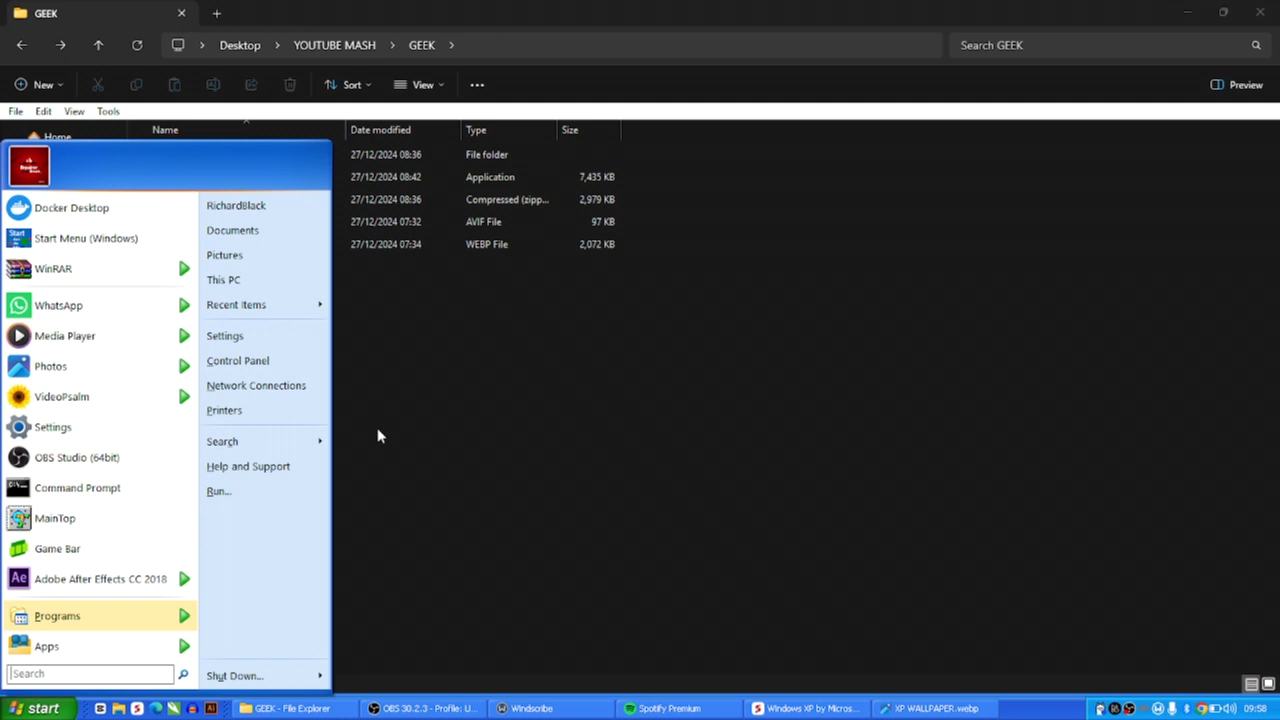 GEEK
Desktop > YOUTUBE MASH > GEEK >
Search GEEK
New
Sort
View
Preview
File Edit View Tools
Home
Name Date modified Type Size
27/12/2024 08:36 File folder
27/12/2024 08:42 Application 7,435 KB
27/12/2024 08:36 Compressed (zipp... 2,979 KB
27/12/2024 07:32 AVIF File 97 KB
27/12/2024 07:34 WEBP File 2,072 KB
Docker Desktop
Start Menu (Windows)
WinRAR
WhatsApp
Media Player
Photos
VideoPsalm
Settings
OBS Studio (64bit)
Command Prompt
MainTop
Game Bar
Adobe After Effects CC 2018
Programs
Apps
Search
RichardBlack
Documents
Pictures
This PC
Recent Items
Settings
Control Panel
Network Connections
Printers
Search
Help and Support
Run...
Shut Down...
start
GEEK - File Explorer
OBS 30.2.3 - Profile: U...
Windscribe
Spotify Premium
Windows XP by Micros...
XP WALLPAPER.webp
09:58